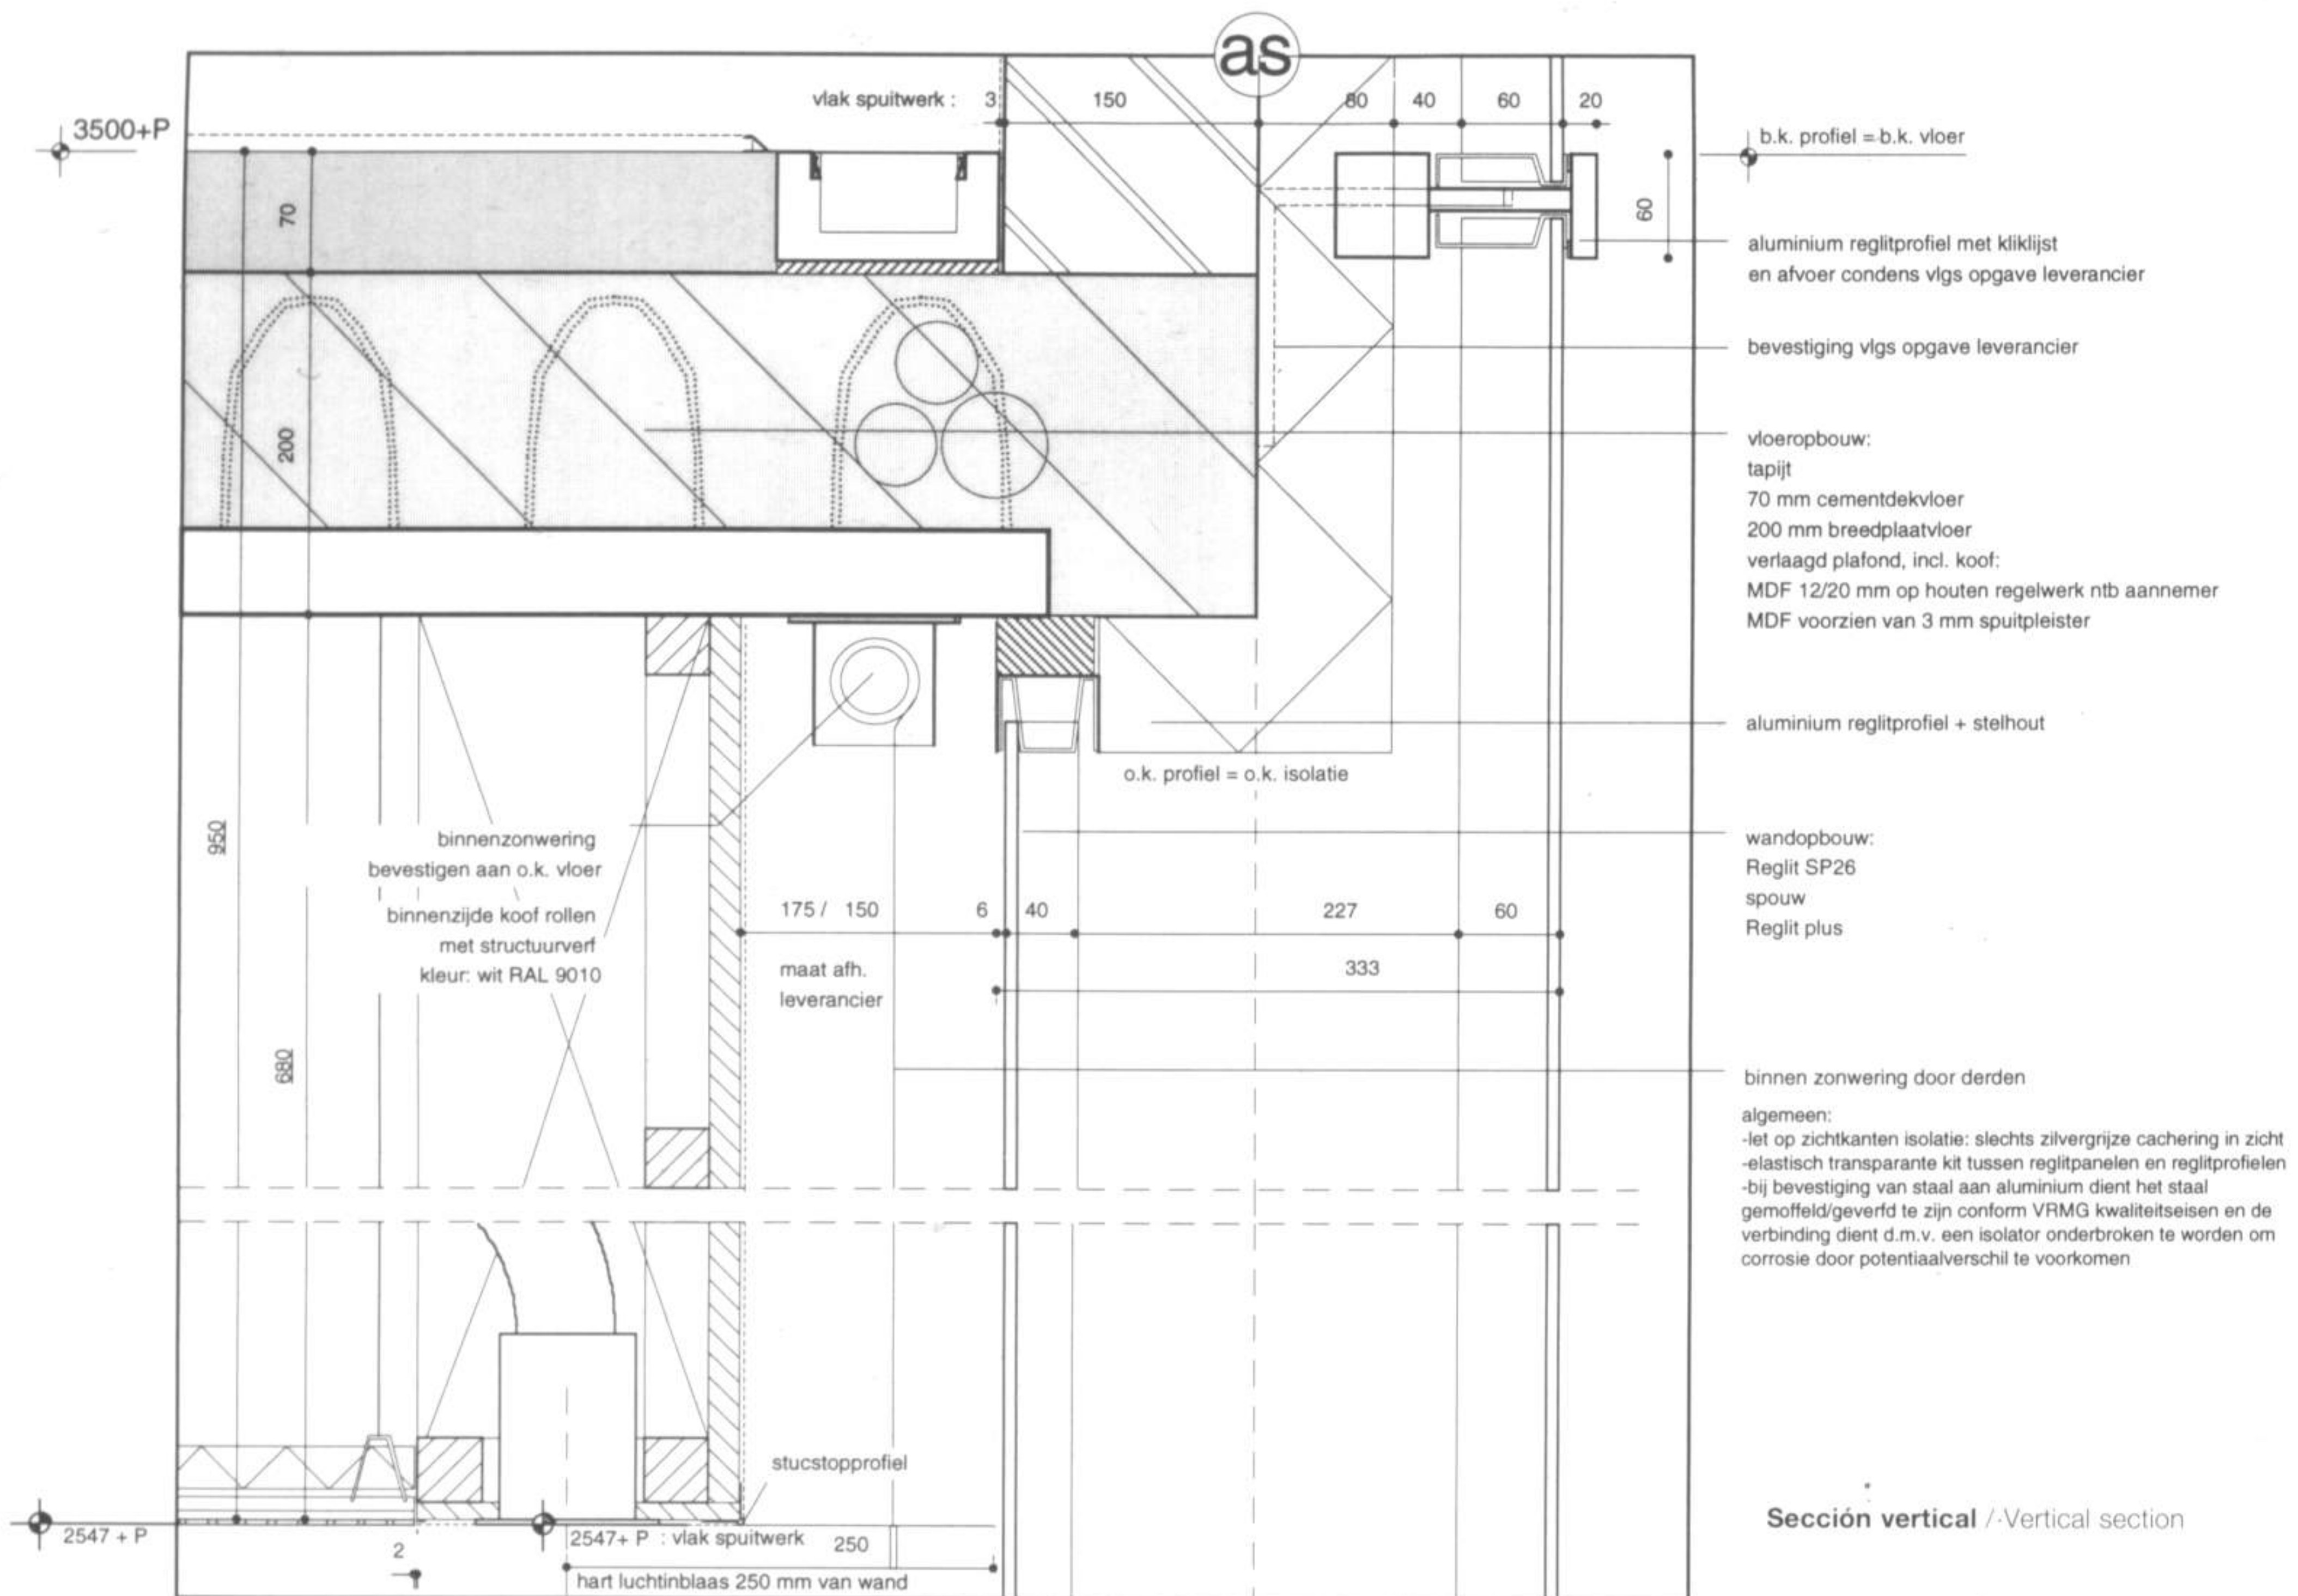 as
vlak spuitwerk : 3 150 80 40 60 20
3500+P
b.k. profiel = b.k. vloer
70
60
aluminium reglitprofiel met kliklijst
en afvoer condens vlgs opgave leverancier
bevestiging vlgs opgave leverancier
200
vloeropbouw:
tapijt
70 mm cementdekvloer
200 mm breedplaatvloer
verlaagd plafond, incl. koof:
MDF 12/20 mm op houten regelwerk ntb aannemer
MDF voorzien van 3 mm spuitpleister
aluminium reglitprofiel + stelhout
o.k. profiel = o.k. isolatie
950
binnenzonwering
bevestigen aan o.k. vloer
binnenzijde koof rollen
met structuurverf
kleur: wit RAL 9010
wandopbouw:
Reglit SP26
spouw
Reglit plus
175 / 150 6 40 227 60
maat afh.
leverancier
333
680
binnen zonwering door derden
algemeen:
-let op zichtkanten isolatie: slechts zilvergrijze cachering in zicht
-elastisch transparante kit tussen reglitpanelen en reglitprofielen
-bij bevestiging van staal aan aluminium dient het staal
gemoffeld/geverfd te zijn conform VRMG kwaliteitseisen en de
verbinding dient d.m.v. een isolator onderbroken te worden om
corrosie door potentiaalverschil te voorkomen
stucstopprofiel
2547 + P
2547+ P : vlak spuitwerk 250
2
hart luchtinblaas 250 mm van wand
Sección vertical / Vertical section